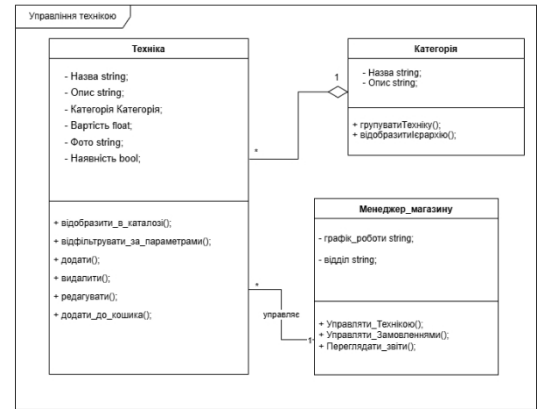 Управління технікою
Техніка
- Назва string;
- Опис string;
- Категорія Категорія;
- Вартість float;
- Фото string;
- Наявність bool;
+ відобразити_в_каталозі();
+ відфільтрувати_за_параметрами();
+ додати();
+ видалити();
+ редагувати();
+ додати_до_кошика();
Категорія
- Назва string;
- Опис string;
+ групуватиТехніку();
+ відобразитиІєрархію();
1
*
Менеджер_магазину
- графік_роботи string;
- відділ string;
+ Управляти_Технікою();
+ Управляти_Замовленнями();
+ Переглядати_звіти();
*
управляє
1